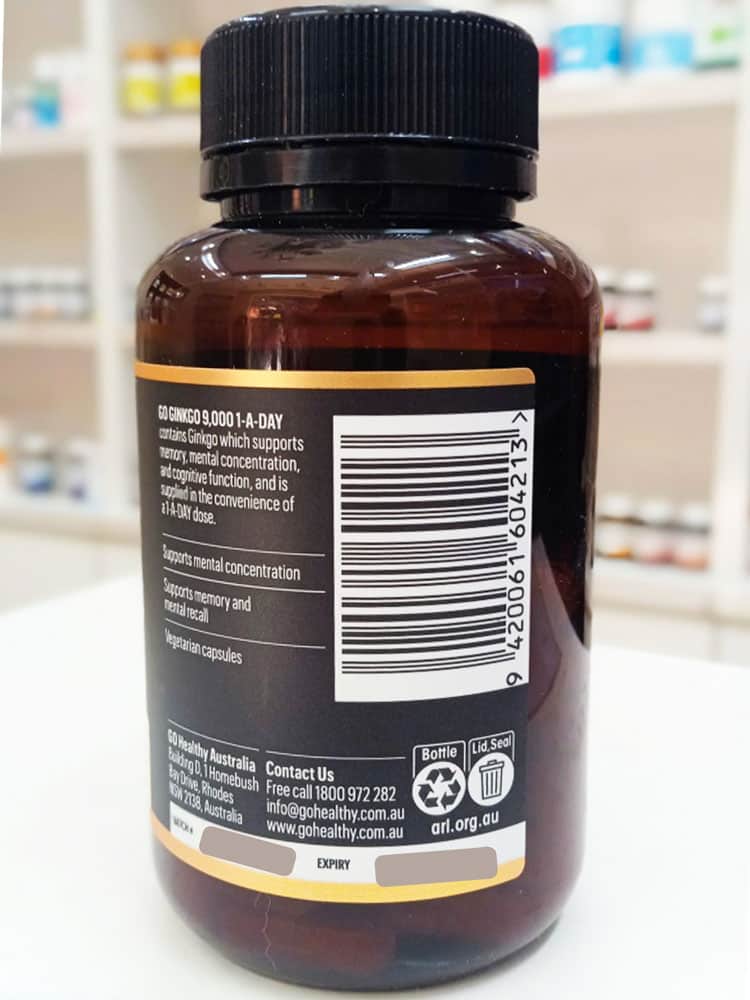 GO GINKGO 9,000 1-A-DAY
contains Ginkgo which supports
memory, mental concentration,
and cognitive function, and is
supplied in the convenience of
a 1-A-DAY dose.
Supports mental concentration
Supports memory and
mental recall
Vegetarian capsules
9 420061 604213 >
GO Healthy Australia
Building D, 1 Homebush
Bay Drive, Rhodes
NSW 2138, Australia
Contact Us
Free call 1800 972 282
info@gohealthy.com.au
www.gohealthy.com.au
Bottle
Lid, Seal
arl.org.au
BATCH #
EXPIRY